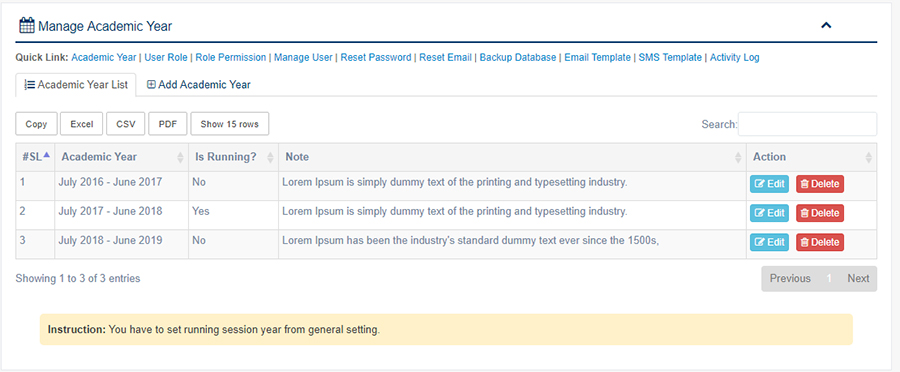 Manage Academic Year
Quick Link: Academic Year | User Role | Role Permission | Manage User | Reset Password | Reset Email | Backup Database | Email Template | SMS Template | Activity Log
Academic Year List Add Academic Year
Copy Excel CSV PDF Show 15 rows Search:
#SL Academic Year Is Running? Note Action
1 July 2016 - June 2017 No Lorem Ipsum is simply dummy text of the printing and typesetting industry. Edit Delete
2 July 2017 - June 2018 Yes Lorem Ipsum is simply dummy text of the printing and typesetting industry. Edit Delete
3 July 2018 - June 2019 No Lorem Ipsum has been the industry's standard dummy text ever since the 1500s, Edit Delete
Showing 1 to 3 of 3 entries Previous 1 Next
Instruction: You have to set running session year from general setting.